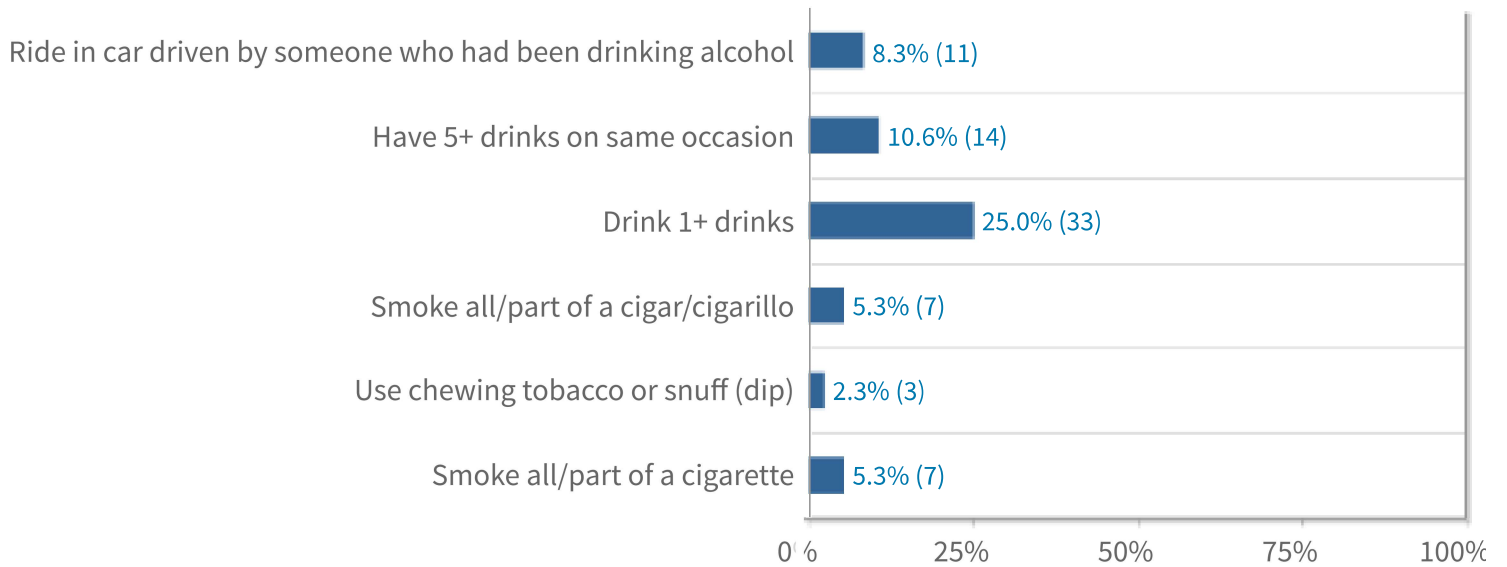 Ride in car driven by someone who had been drinking alcohol 8.3% (11)
Have 5+ drinks on same occasion 10.6% (14)
Drink 1+ drinks 25.0% (33)
Smoke all/part of a cigar/cigarillo 5.3% (7)
Use chewing tobacco or snuff (dip) 2.3% (3)
Smoke all/part of a cigarette 5.3% (7)
0% 25% 50% 75% 100%